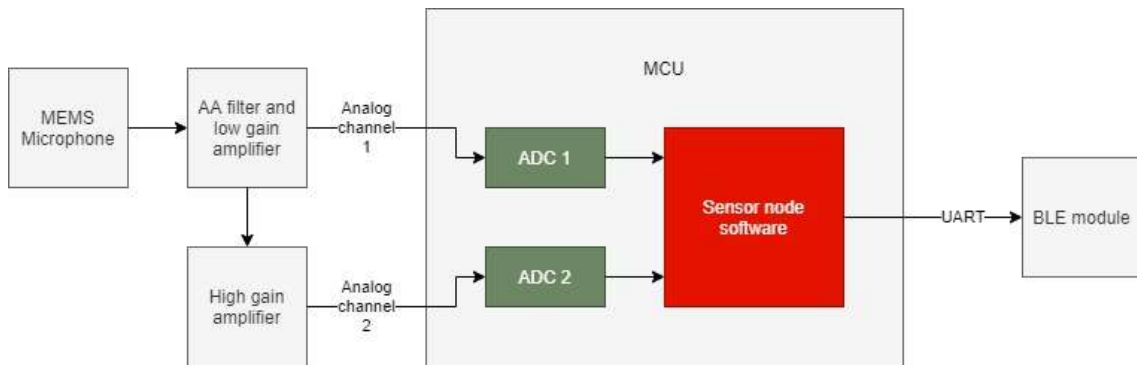 MCU
MEMS
Microphone
AA filter and
low gain
amplifier
Analog
channel
1
ADC 1
Sensor node
software
UART
BLE module
High gain
amplifier
Analog
channel
2
ADC 2